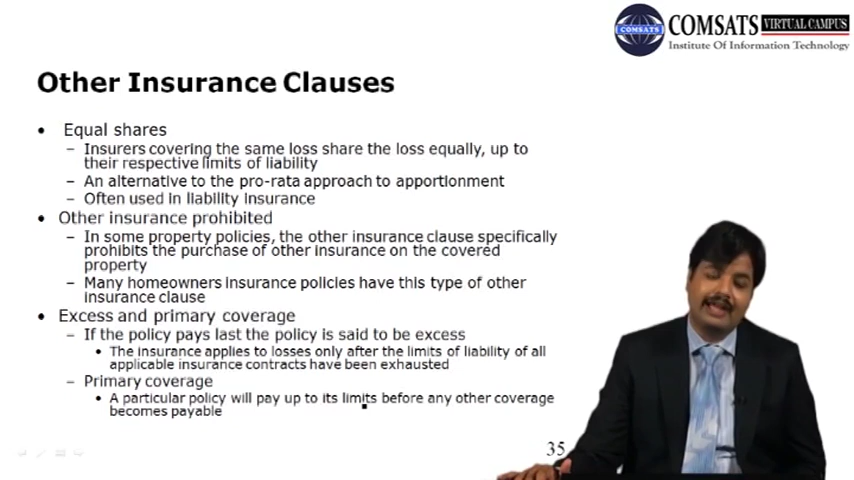 COMSATS VIRTUAL CAMPUS
COMSATS
Institute Of Information Technology
Other Insurance Clauses
• Equal shares
– Insurers covering the same loss share the loss equally, up to
their respective limits of liability
– An alternative to the pro-rata approach to apportionment
– Often used in liability insurance
• Other insurance prohibited
– In some property policies, the other insurance clause specifically
prohibits the purchase of other insurance on the covered
property
– Many homeowners insurance policies have this type of other
insurance clause
• Excess and primary coverage
– If the policy pays last the policy is said to be excess
• The insurance applies to losses only after the limits of liability of all
applicable insurance contracts have been exhausted
– Primary coverage
• A particular policy will pay up to its limits before any other coverage
becomes payable
35